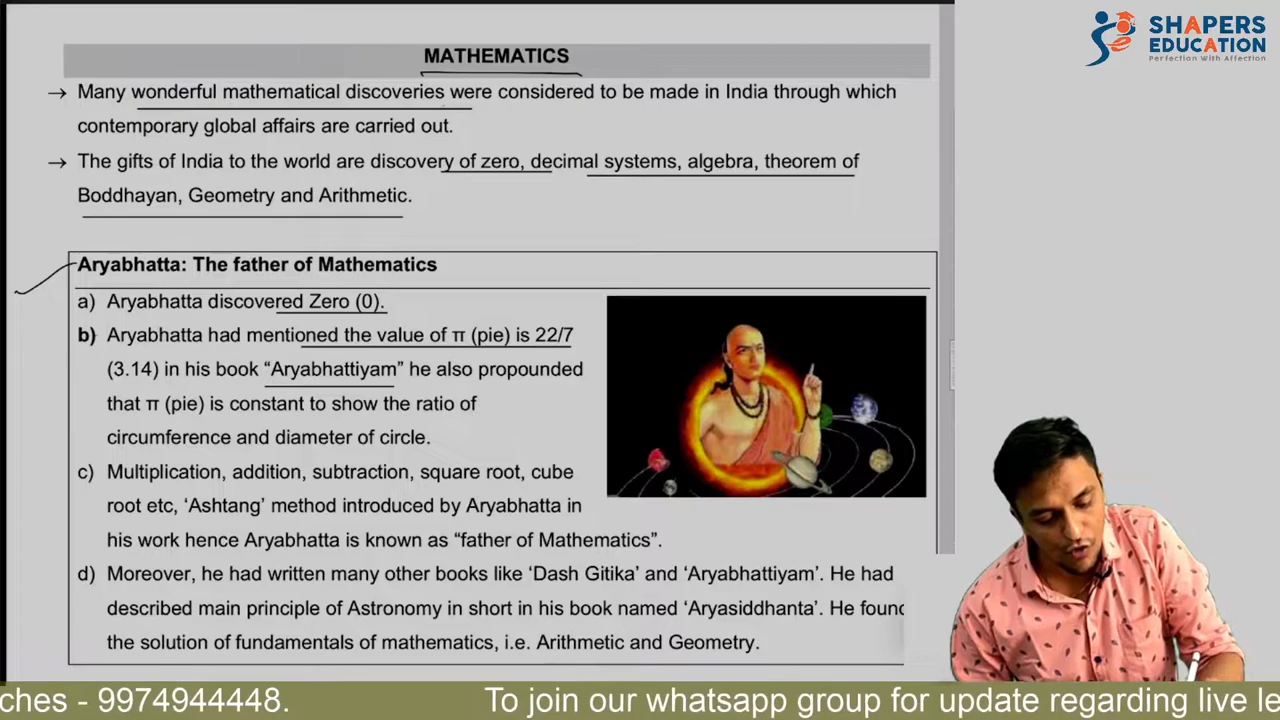 SHAPERS
EDUCATION
Perfection With Affection
MATHEMATICS
→ Many wonderful mathematical discoveries were considered to be made in India through which
contemporary global affairs are carried out.
→ The gifts of India to the world are discovery of zero, decimal systems, algebra, theorem of
Boddhayan, Geometry and Arithmetic.
Aryabhatta: The father of Mathematics
a) Aryabhatta discovered Zero (0).
b) Aryabhatta had mentioned the value of π (pie) is 22/7
(3.14) in his book “Aryabhattiyam” he also propounded
that π (pie) is constant to show the ratio of
circumference and diameter of circle.
c) Multiplication, addition, subtraction, square root, cube
root etc, ‘Ashtang’ method introduced by Aryabhatta in
his work hence Aryabhatta is known as “father of Mathematics”.
d) Moreover, he had written many other books like ‘Dash Gitika’ and ‘Aryabhattiyam’. He had
described main principle of Astronomy in short in his book named ‘Aryasiddhanta’. He found
the solution of fundamentals of mathematics, i.e. Arithmetic and Geometry.
ches - 9974944448. To join our whatsapp group for update regarding live le